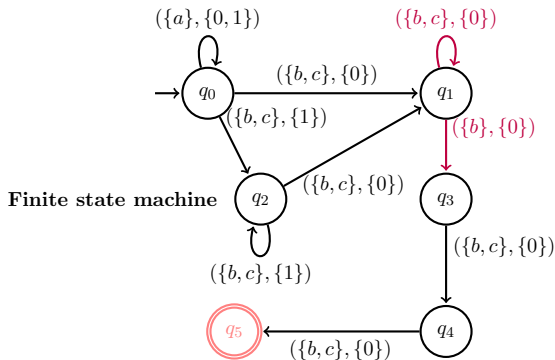 ({a}, {0, 1})
({b, c}, {0})
q₀
({b, c}, {0})
q₁
({b, c}, {1})
({b}, {0})
Finite state machine
q₂
({b, c}, {0})
q₃
({b, c}, {1})
({b, c}, {0})
q₅
({b, c}, {0})
q₄